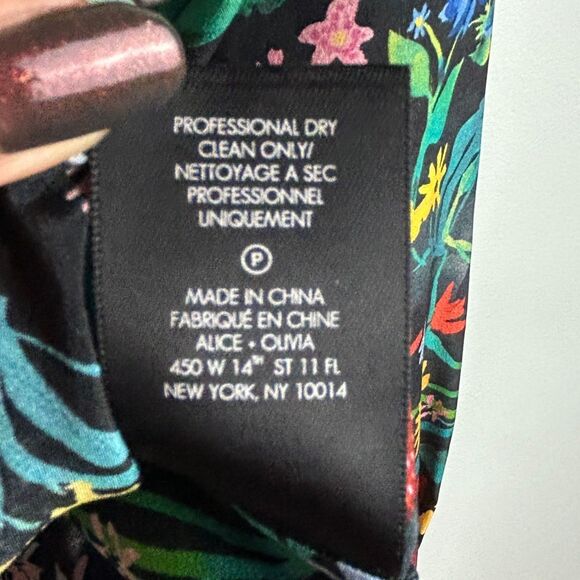 PROFESSIONAL DRY
CLEAN ONLY/
NETTOYAGE A SEC
PROFESSIONNEL
UNIQUEMENT
P
MADE IN CHINA
FABRIQUÉ EN CHINE
ALICE + OLIVIA
450 W 14TH ST 11 FL
NEW YORK, NY 10014